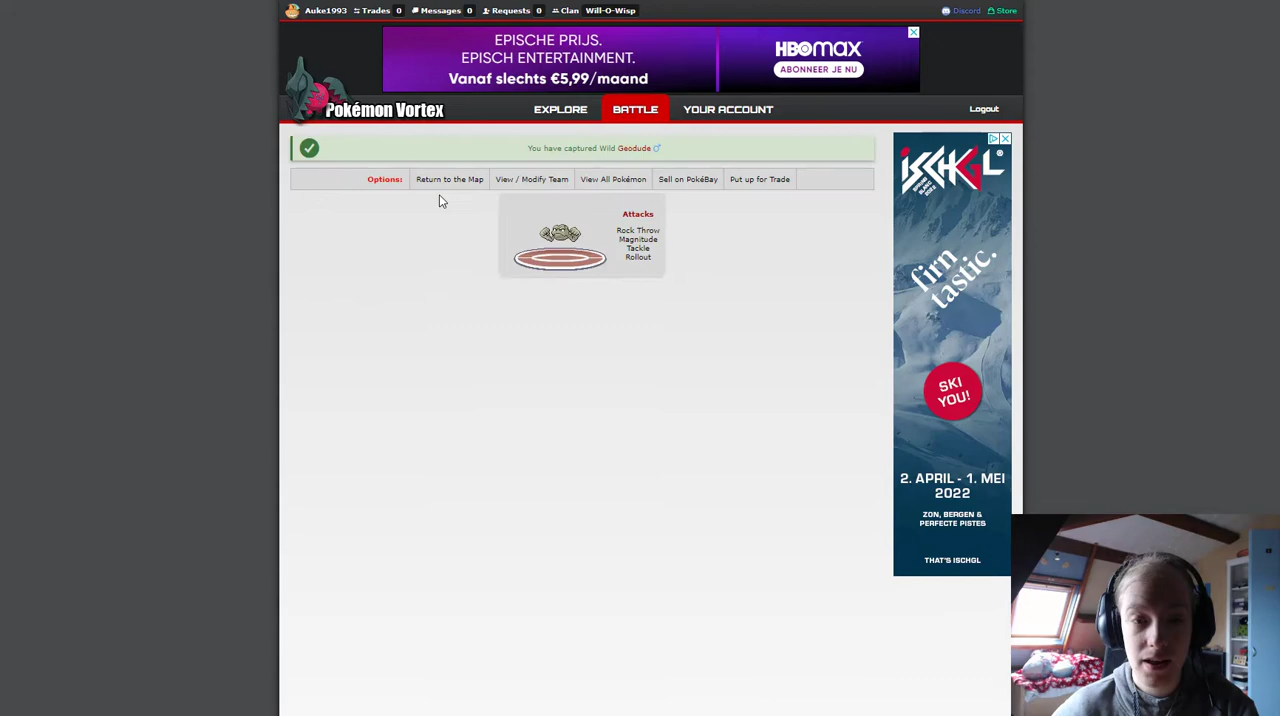 Auke1993 Trades 0 Messages 0 Requests 0 Clan Will-O-Wisp Discord Store
EPISCHE PRIJS.
EPISCH ENTERTAINMENT.
Vanaf slechts €5,99/maand
HBOMAX
ABONNEER JE NU
Pokémon Vortex
EXPLORE BATTLE YOUR ACCOUNT Logout
You have captured Wild Geodude ♂
Options: Return to the Map View / Modify Team View All Pokémon Sell on PokéBay Put up for Trade
Attacks
Rock Throw
Magnitude
Tackle
Rollout
ISCHGL
SPRING BLANC 2022
firn
tastic.
SKI
YOU!
2. APRIL - 1. MEI
2022
ZON, BERGEN &
PERFECTE PISTES
THAT'S ISCHGL